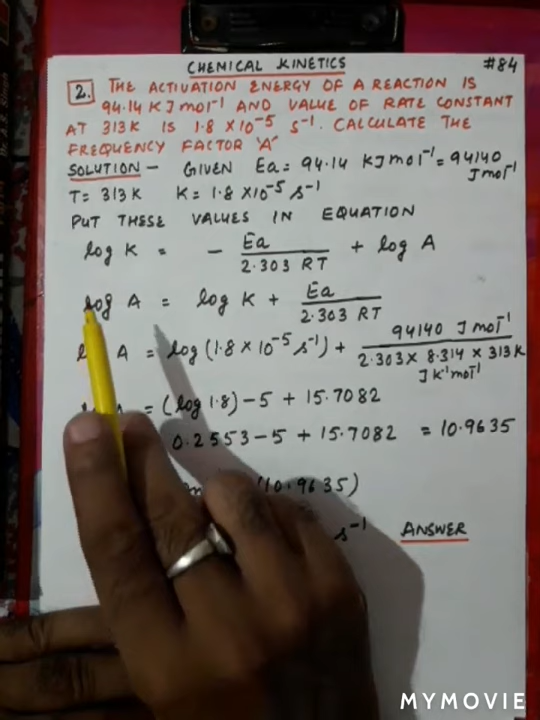 CHEMICAL KINETICS #84
2. THE ACTIVATION ENERGY OF A REACTION IS
94.14 KJ mol⁻¹ AND VALUE OF RATE CONSTANT
AT 313K IS 1.8 × 10⁻⁵ s⁻¹. CALCULATE THE
FREQUENCY FACTOR 'A'
SOLUTION – GIVEN Ea = 94.14 KJ mol⁻¹ = 94140 J mol⁻¹
T = 313K K = 1.8 × 10⁻⁵ s⁻¹
PUT THESE VALUES IN EQUATION
log K = - Ea / 2.303 RT + log A
log A = log K + Ea / 2.303 RT
A = log (1.8 × 10⁻⁵ s⁻¹) + 94140 J mol⁻¹ / 2.303 × 8.314 × 313K
J K⁻¹ mol⁻¹
= (log 1.8) - 5 + 15.7082
0.2553 - 5 + 15.7082 = 10.9635
(10.9635)
s⁻¹ ANSWER
MYMOVIE